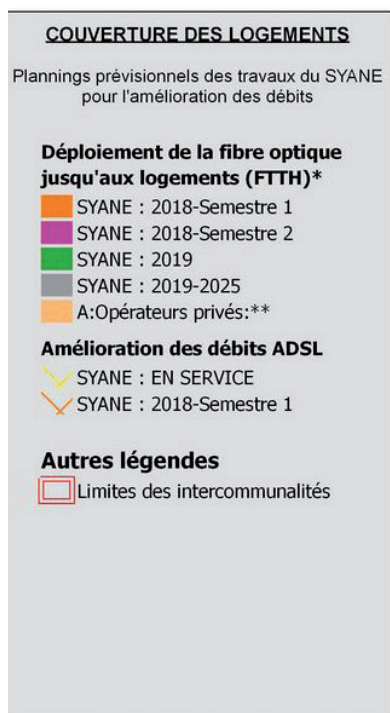 COUVERTURE DES LOGEMENTS
Plannings prévisionnels des travaux du SYANE
pour l'amélioration des débits
Déploiement de la fibre optique
jusqu'aux logements (FTTH)*
SYANE : 2018-Semestre 1
SYANE : 2018-Semestre 2
SYANE : 2019
SYANE : 2019-2025
A:Opérateurs privés:**
Amélioration des débits ADSL
SYANE : EN SERVICE
SYANE : 2018-Semestre 1
Autres légendes
Limites des intercommunalités